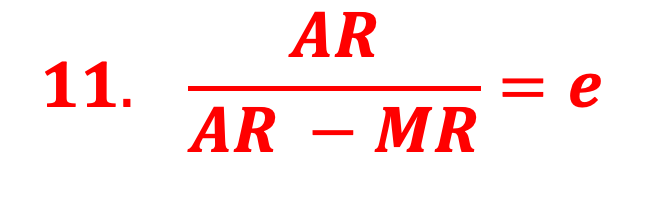 11. AR / AR − MR = e